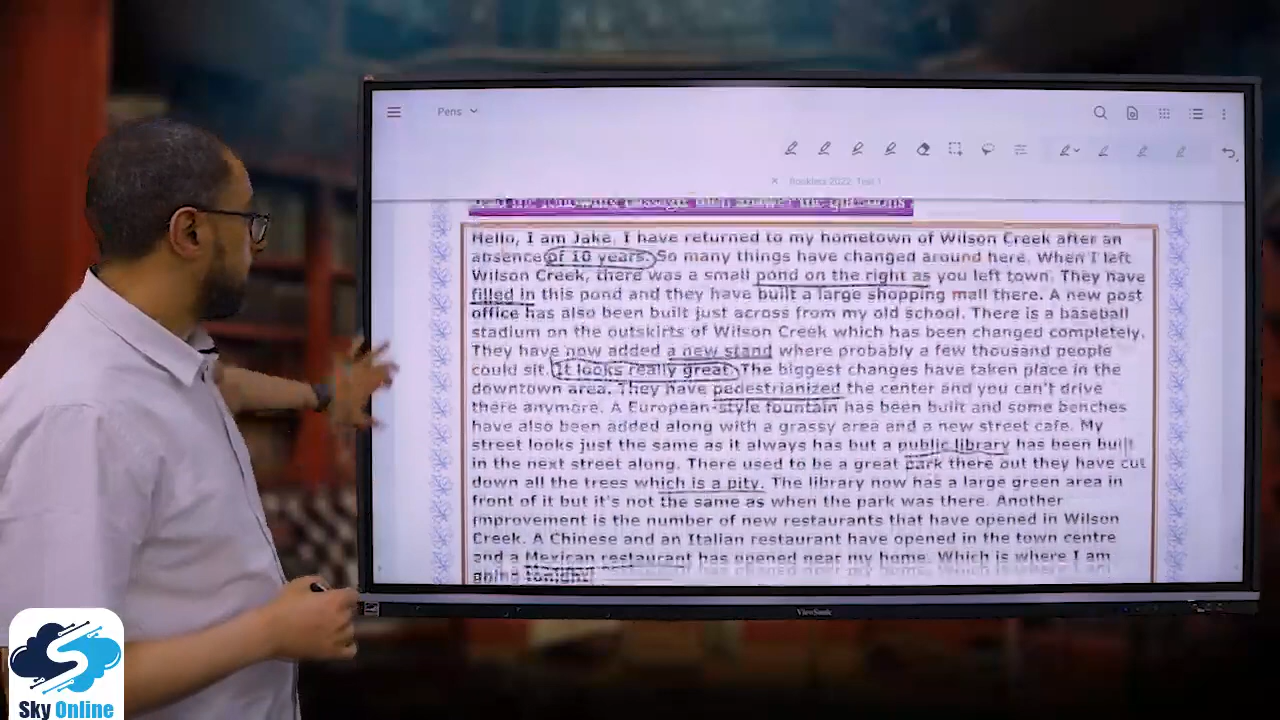 Pens
Booklets 2022, Test 1
the following passage then answer the questions
Hello, I am Jake. I have returned to my hometown of Wilson Creek after an
absence of 10 years. So many things have changed around here. When I left
Wilson Creek, there was a small pond on the right as you left town. They have
filled in this pond and they have built a large shopping mall there. A new post
office has also been built just across from my old school. There is a baseball
stadium on the outskirts of Wilson Creek which has been changed completely.
They have now added a new stand where probably a few thousand people
could sit. It looks really great. The biggest changes have taken place in the
downtown area. They have pedestrianized the center and you can't drive
there anymore. A European-style fountain has been built and some benches
have also been added along with a grassy area and a new street cafe. My
street looks just the same as it always has but a public library has been built
in the next street along. There used to be a great park there but they have cut
down all the trees which is a pity. The library now has a large green area in
front of it but it's not the same as when the park was there. Another
improvement is the number of new restaurants that have opened in Wilson
Creek. A Chinese and an Italian restaurant have opened in the town centre
and a Mexican restaurant has opened near my home. Which is where I am
going tonight!
ViewSonic
Sky Online